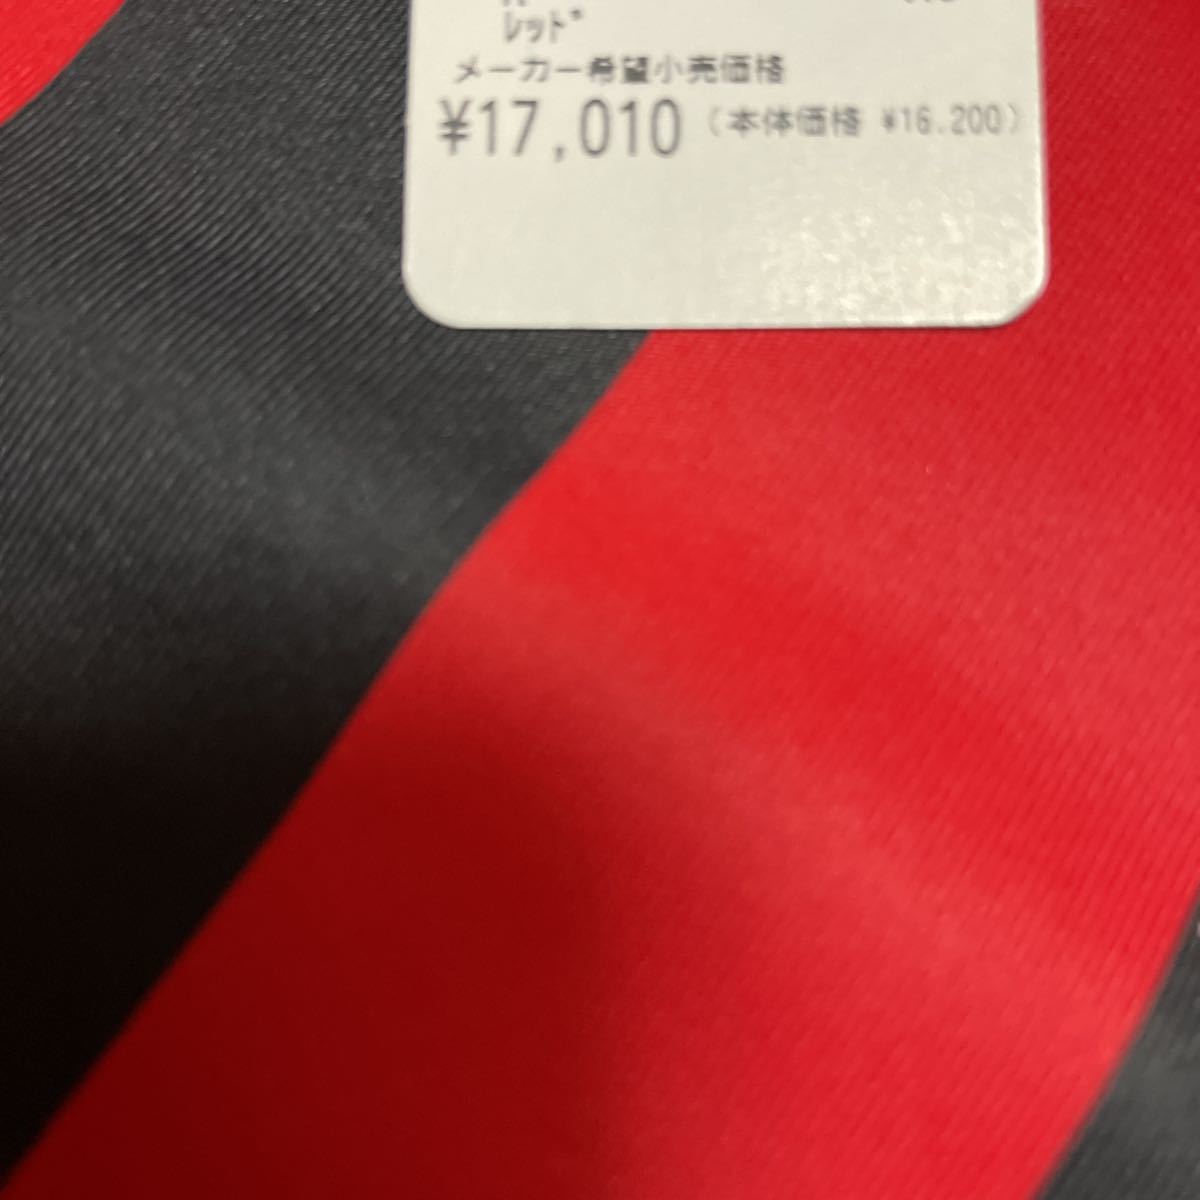 レッド
メーカー希望小売価格
¥17,010 (本体価格 ¥16.200)